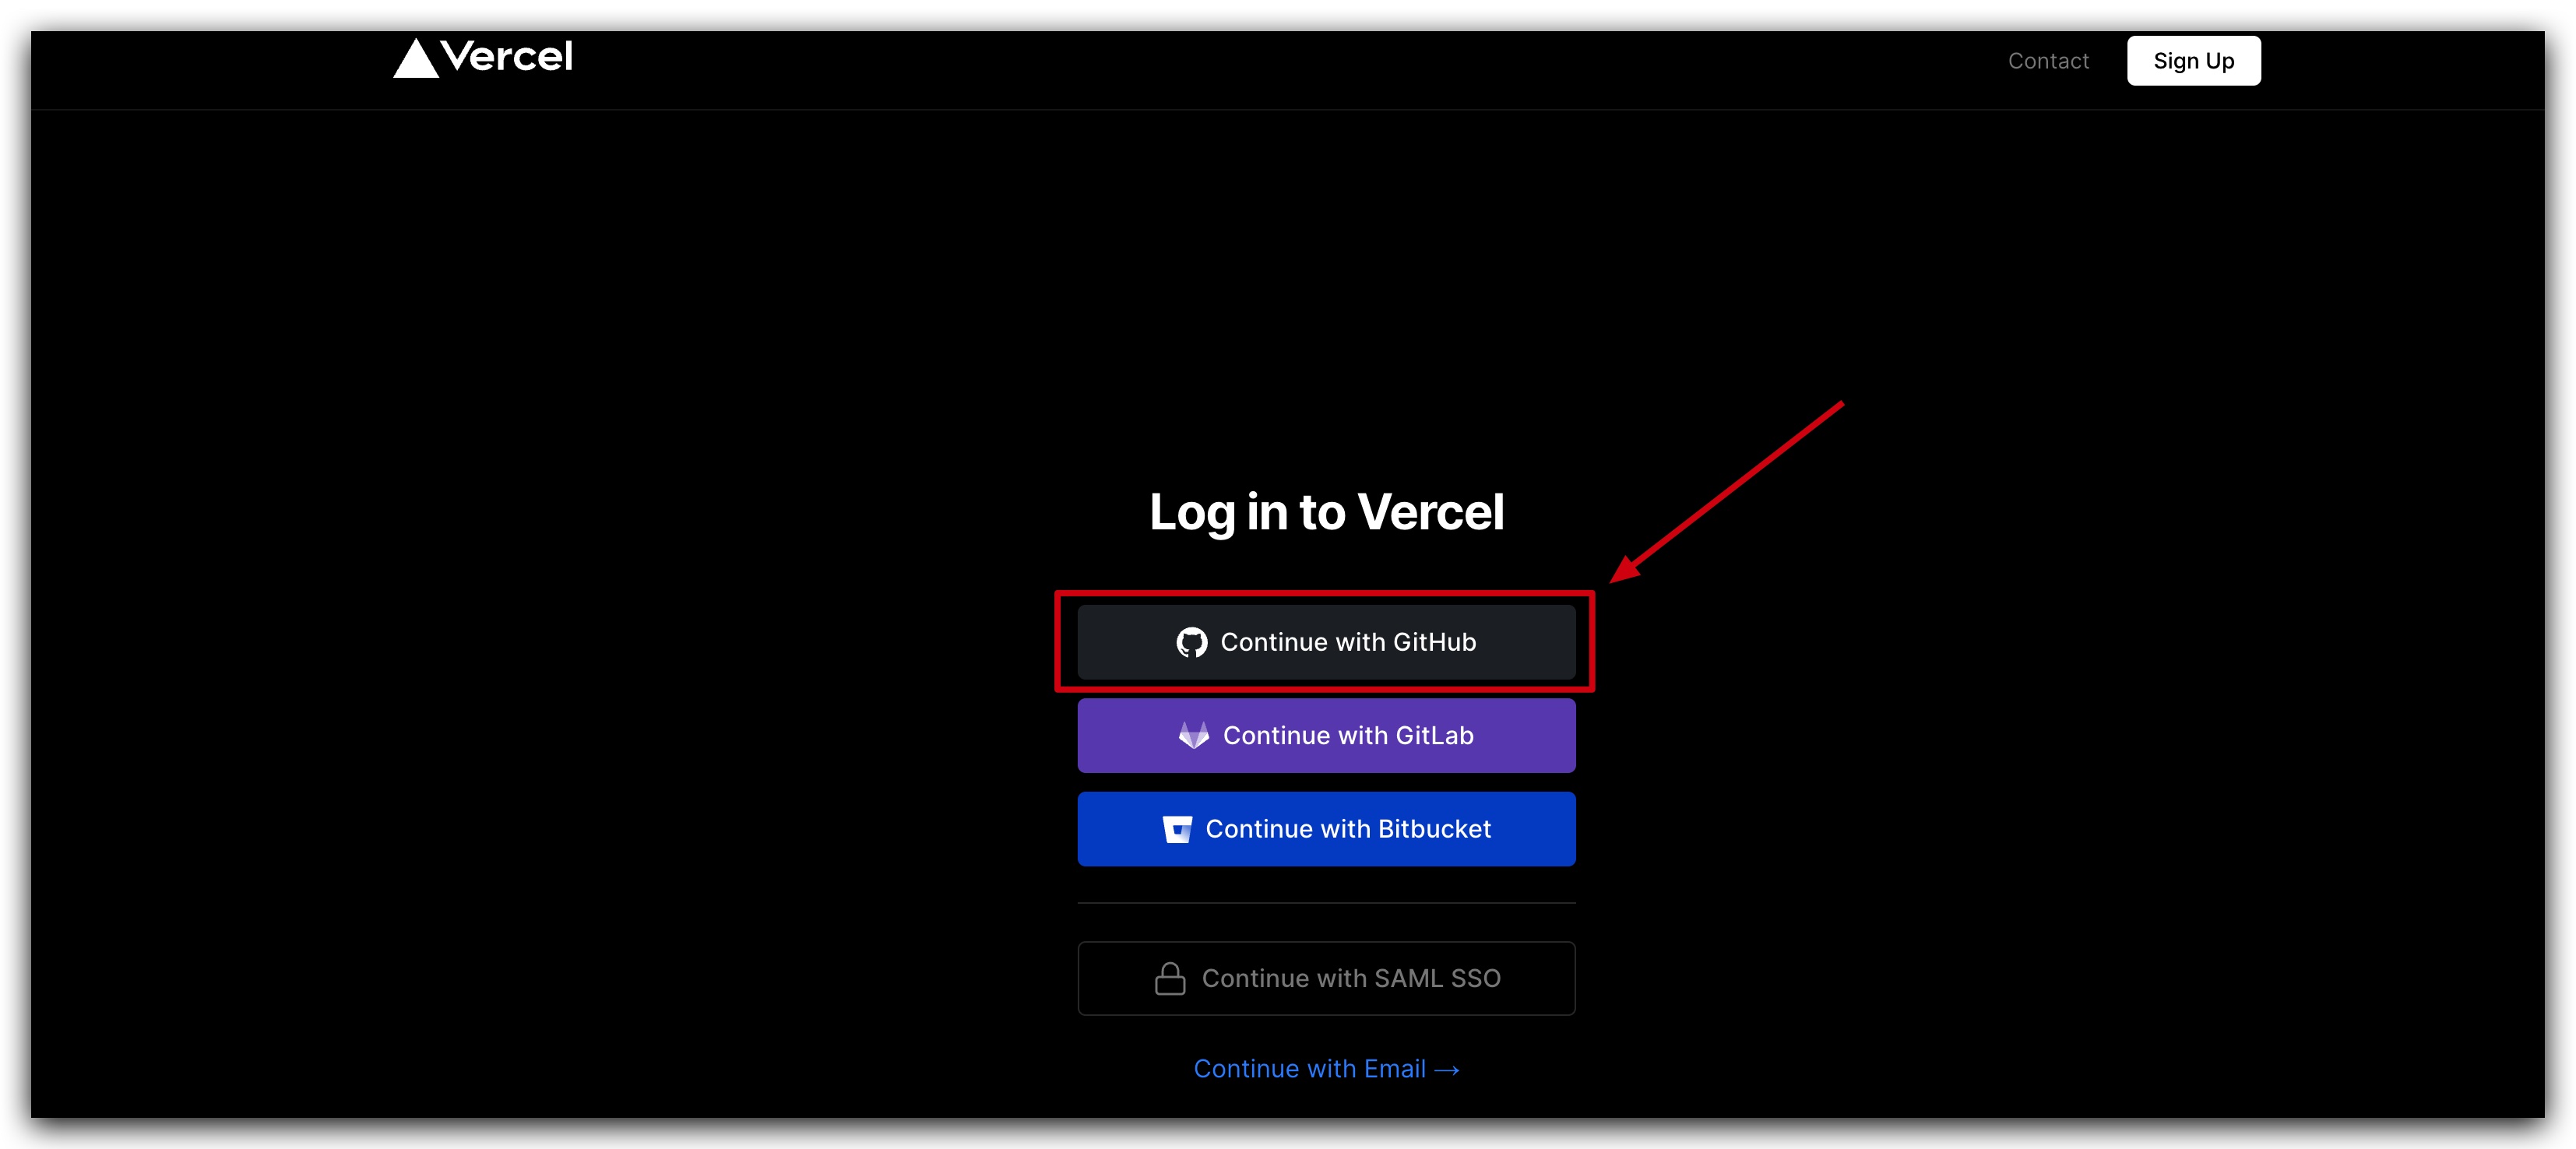 Vercel
Contact
Sign Up
Log in to Vercel
Continue with GitHub
Continue with GitLab
Continue with Bitbucket
Continue with SAML SSO
Continue with Email →